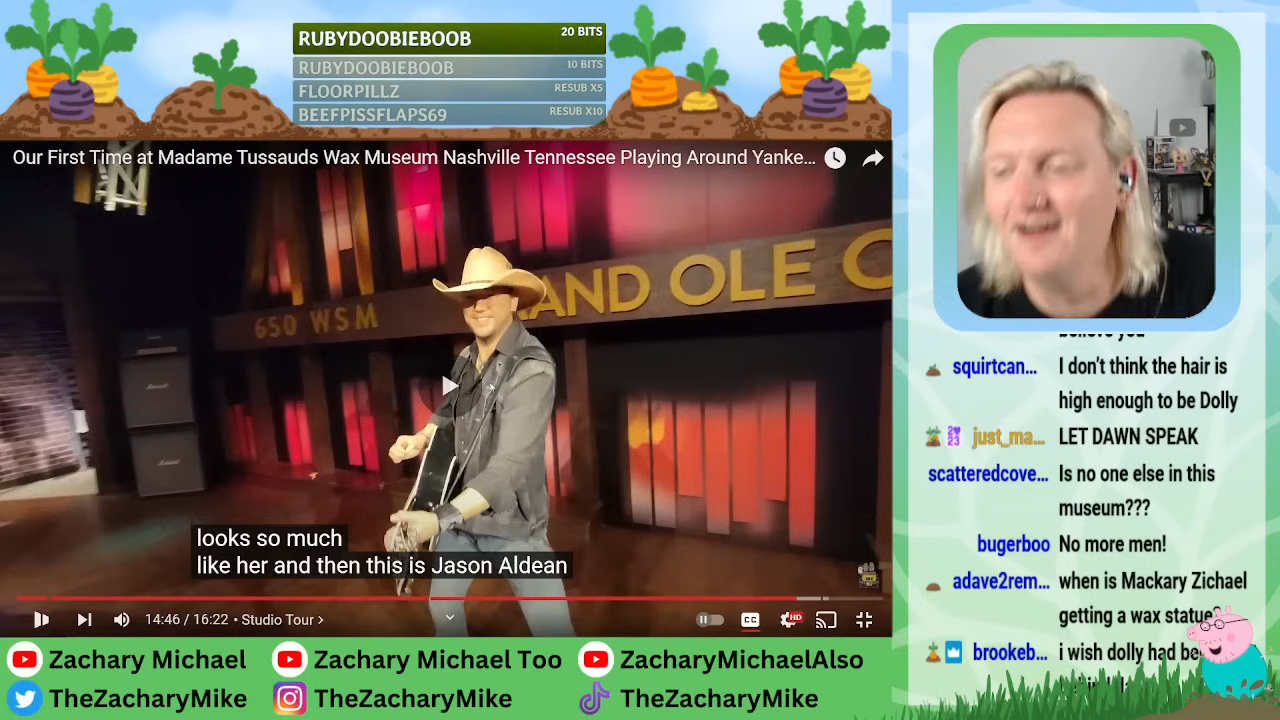 RUBYDOOBIEBOOB 20 BITS
RUBYDOOBIEBOOB 10 BITS
FLOORPILLZ RESUB X5
BEEFPISSFLAPS69 RESUB X10
Our First Time at Madame Tussauds Wax Museum Nashville Tennessee Playing Around Yanke...
650 WSM
AND OLE
looks so much
like her and then this is Jason Aldean
14:46 / 16:22 • Studio Tour >
CC
HD
believe you
squirtcan... I don't think the hair is
high enough to be Dolly
just_ma... LET DAWN SPEAK
scatteredcove... Is no one else in this
museum???
bugerboo No more men!
adave2rem... when is Mackary Zichael
getting a wax statue?
brookeb... i wish dolly had
Zachary Michael
Zachary Michael Too
ZacharyMichaelAlso
TheZacharyMike
TheZacharyMike
TheZacharyMike